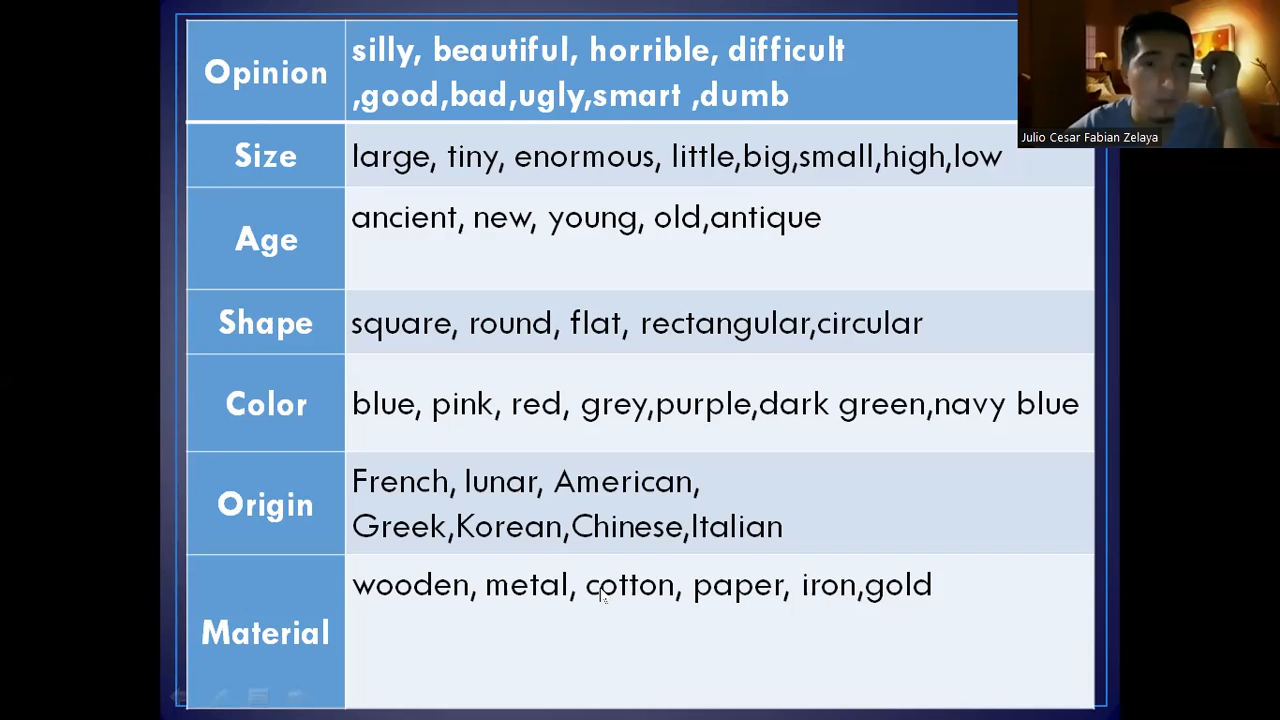 Opinion
silly, beautiful, horrible, difficult
,good,bad,ugly,smart ,dumb
Julio Cesar Fabian Zelaya
Size
large, tiny, enormous, little,big,small,high,low
Age
ancient, new, young, old,antique
Shape
square, round, flat, rectangular,circular
Color
blue, pink, red, grey,purple,dark green,navy blue
Origin
French, lunar, American,
Greek,Korean,Chinese,Italian
Material
wooden, metal, cotton, paper, iron,gold